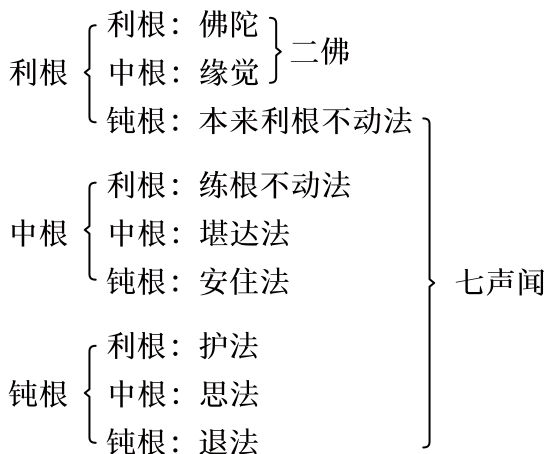 利根：佛陀
二佛
利根
中根：缘觉
钝根：本来利根不动法
利根：练根不动法
中根
中根：堪达法
钝根：安住法
七声闻
利根：护法
钝根
中根：思法
钝根：退法